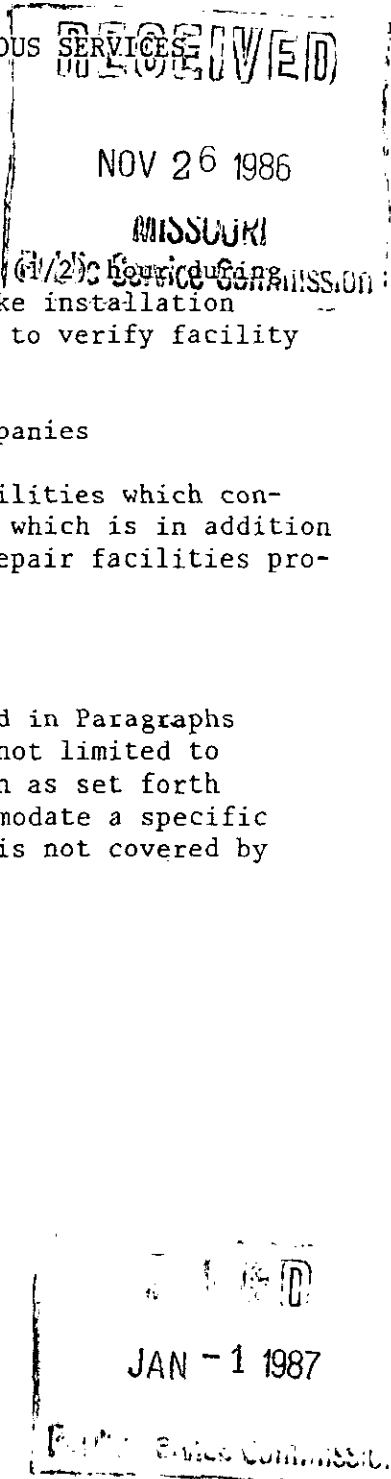 OUS SERVICES
RECEIVED
NOV 26 1986
MISSOURI
(1/2) hour during
Service Commission
ke installation
to verify facility
panies
ilities which con-
which is in addition
epair facilities pro-
d in Paragraphs
not limited to
n as set forth
modate a specific
is not covered by
JAN - 1 1987
Service Commission